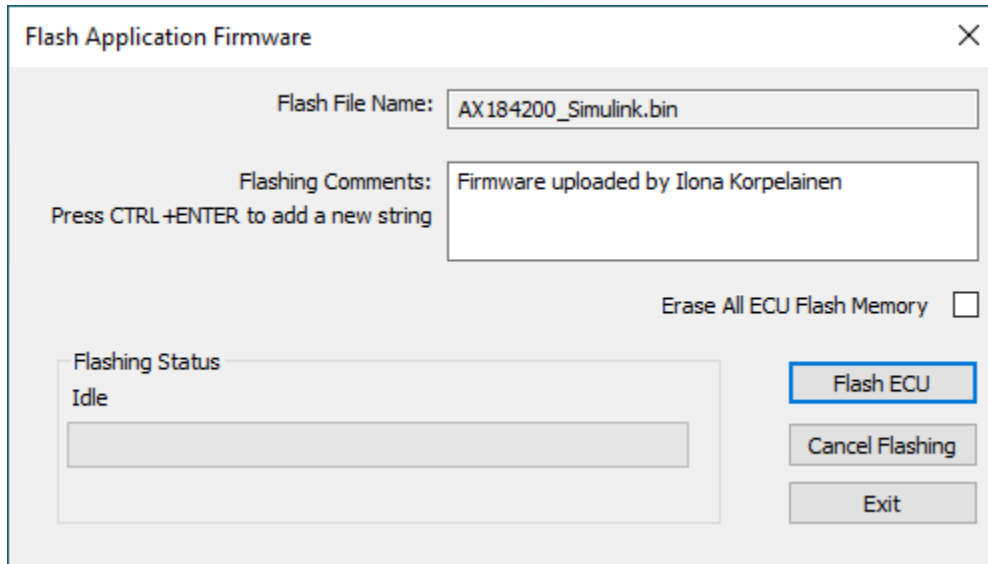 Flash Application Firmware
Flash File Name:
AX184200_Simulink.bin
Flashing Comments:
Press CTRL+ENTER to add a new string
Firmware uploaded by Ilona Korpelainen
Erase All ECU Flash Memory
Flashing Status
Idle
Flash ECU
Cancel Flashing
Exit